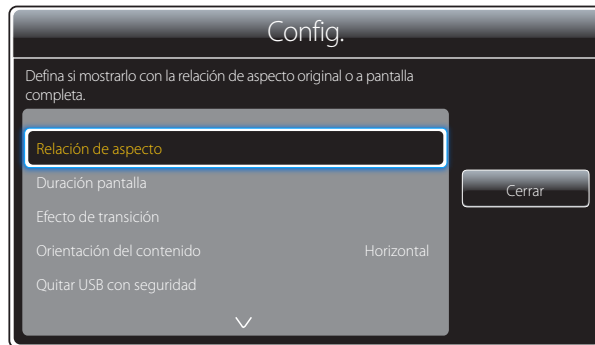 Config.
Defina si mostrarlo con la relación de aspecto original o a pantalla
completa.
Relación de aspecto
Duración pantalla
Efecto de transición
Orientación del contenido Horizontal
Quitar USB con seguridad
Cerrar